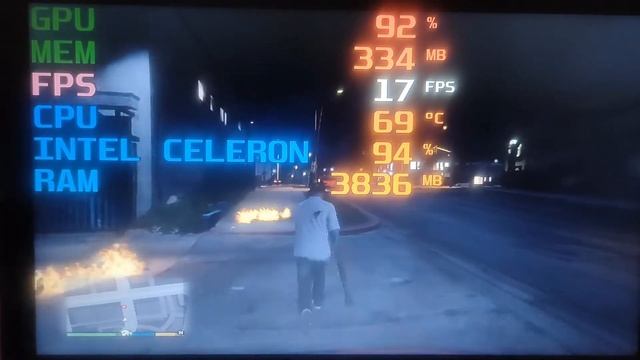 GPU 92 %
MEM 334 MB
FPS 17 FPS
CPU 69 °C
INTEL CELERON 94 %
RAM 3836 MB